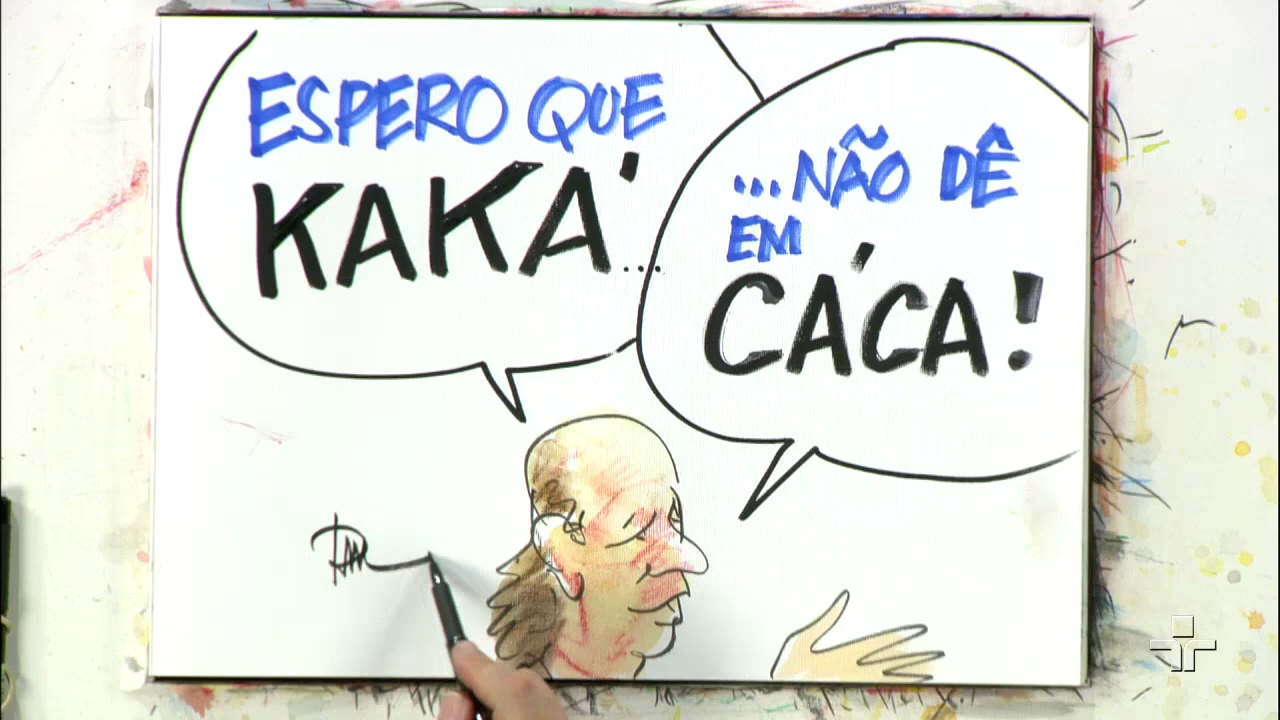 ESPERO QUE
KAKÁ...
...NÃO DÊ
EM
CÁCA!